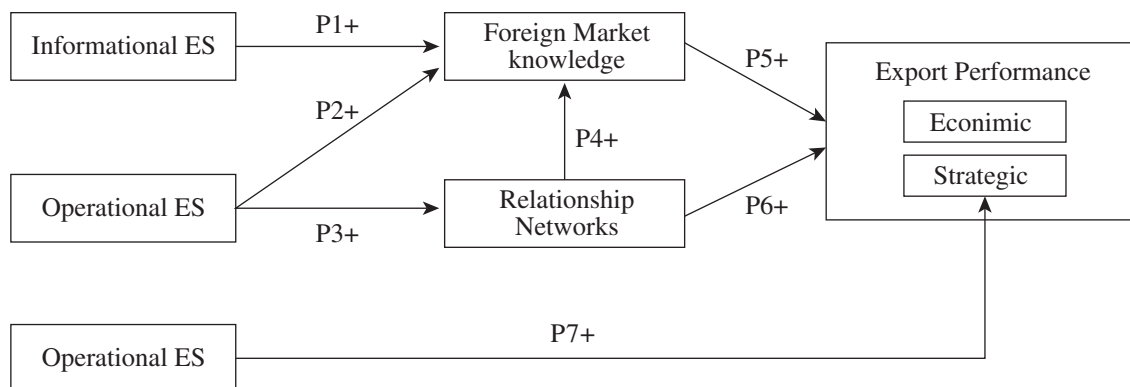 Informational ES
P1+
Foreign Market
knowledge
P5+
Export Performance
Econimic
Strategic
P2+
P4+
Operational ES
P3+
Relationship
Networks
P6+
P7+
Operational ES